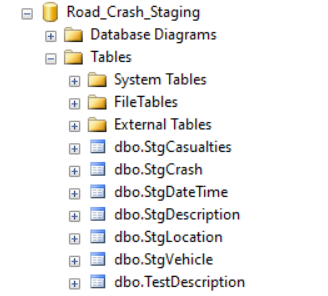 Road_Crash_Staging
Database Diagrams
Tables
System Tables
FileTables
External Tables
dbo.StgCasualties
dbo.StgCrash
dbo.StgDateTime
dbo.StgDescription
dbo.StgLocation
dbo.StgVehicle
dbo.TestDescription